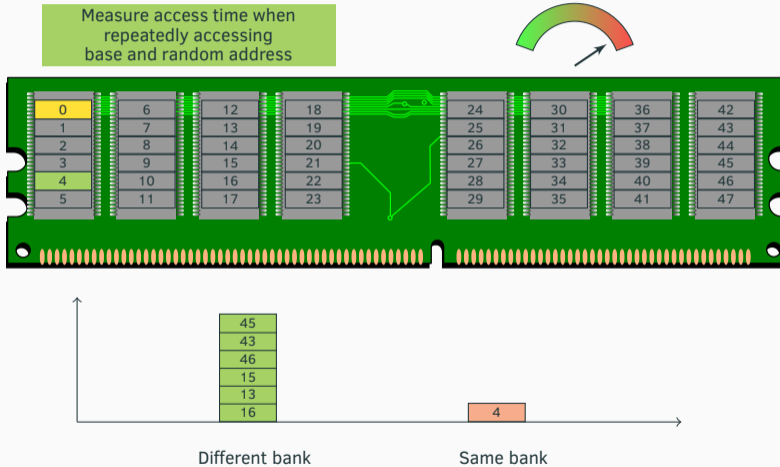 Measure access time when
repeatedly accessing
base and random address
0 6 12 18 24 30 36 42
1 7 13 19 25 31 37 43
2 8 14 20 26 32 38 44
3 9 15 21 27 33 39 45
4 10 16 22 28 34 40 46
5 11 17 23 29 35 41 47
45
43
46
15
13
16 4
Different bank Same bank